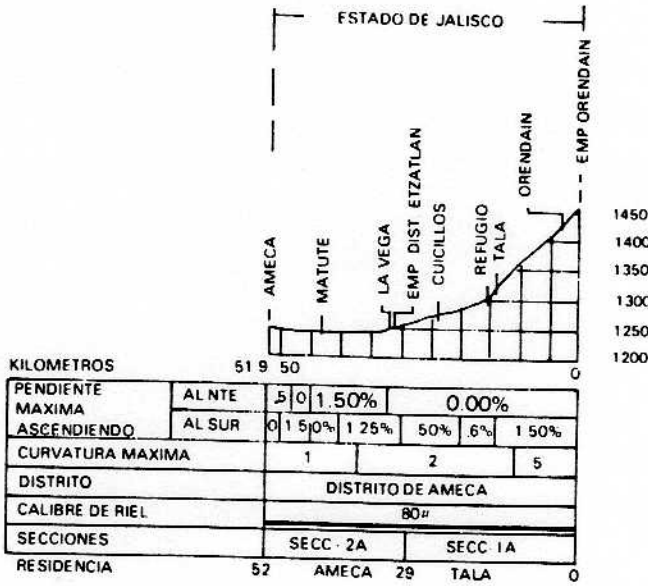 ESTADO DE JALISCO
EMP ORENDAIN
ORENDAIN
TALA
REFUGIO
CUICILLOS
EMP DIST ETZATLAN
LA VEGA
MATUTE
AMECA
1450
1400
1350
1300
1250
1200
KILOMETROS 51 9 50 0
PENDIENTE MAXIMA ASCENDIENDO
AL NTE .5 0 1.50% 0.00%
AL SUR 0 1 5 0% 1 25% 50% .6% 1 50%
CURVATURA MAXIMA 1 2 5
DISTRITO DISTRITO DE AMECA
CALIBRE DE RIEL 80#
SECCIONES SECC - 2A SECC - 1A
RESIDENCIA 52 AMECA 29 TALA 0